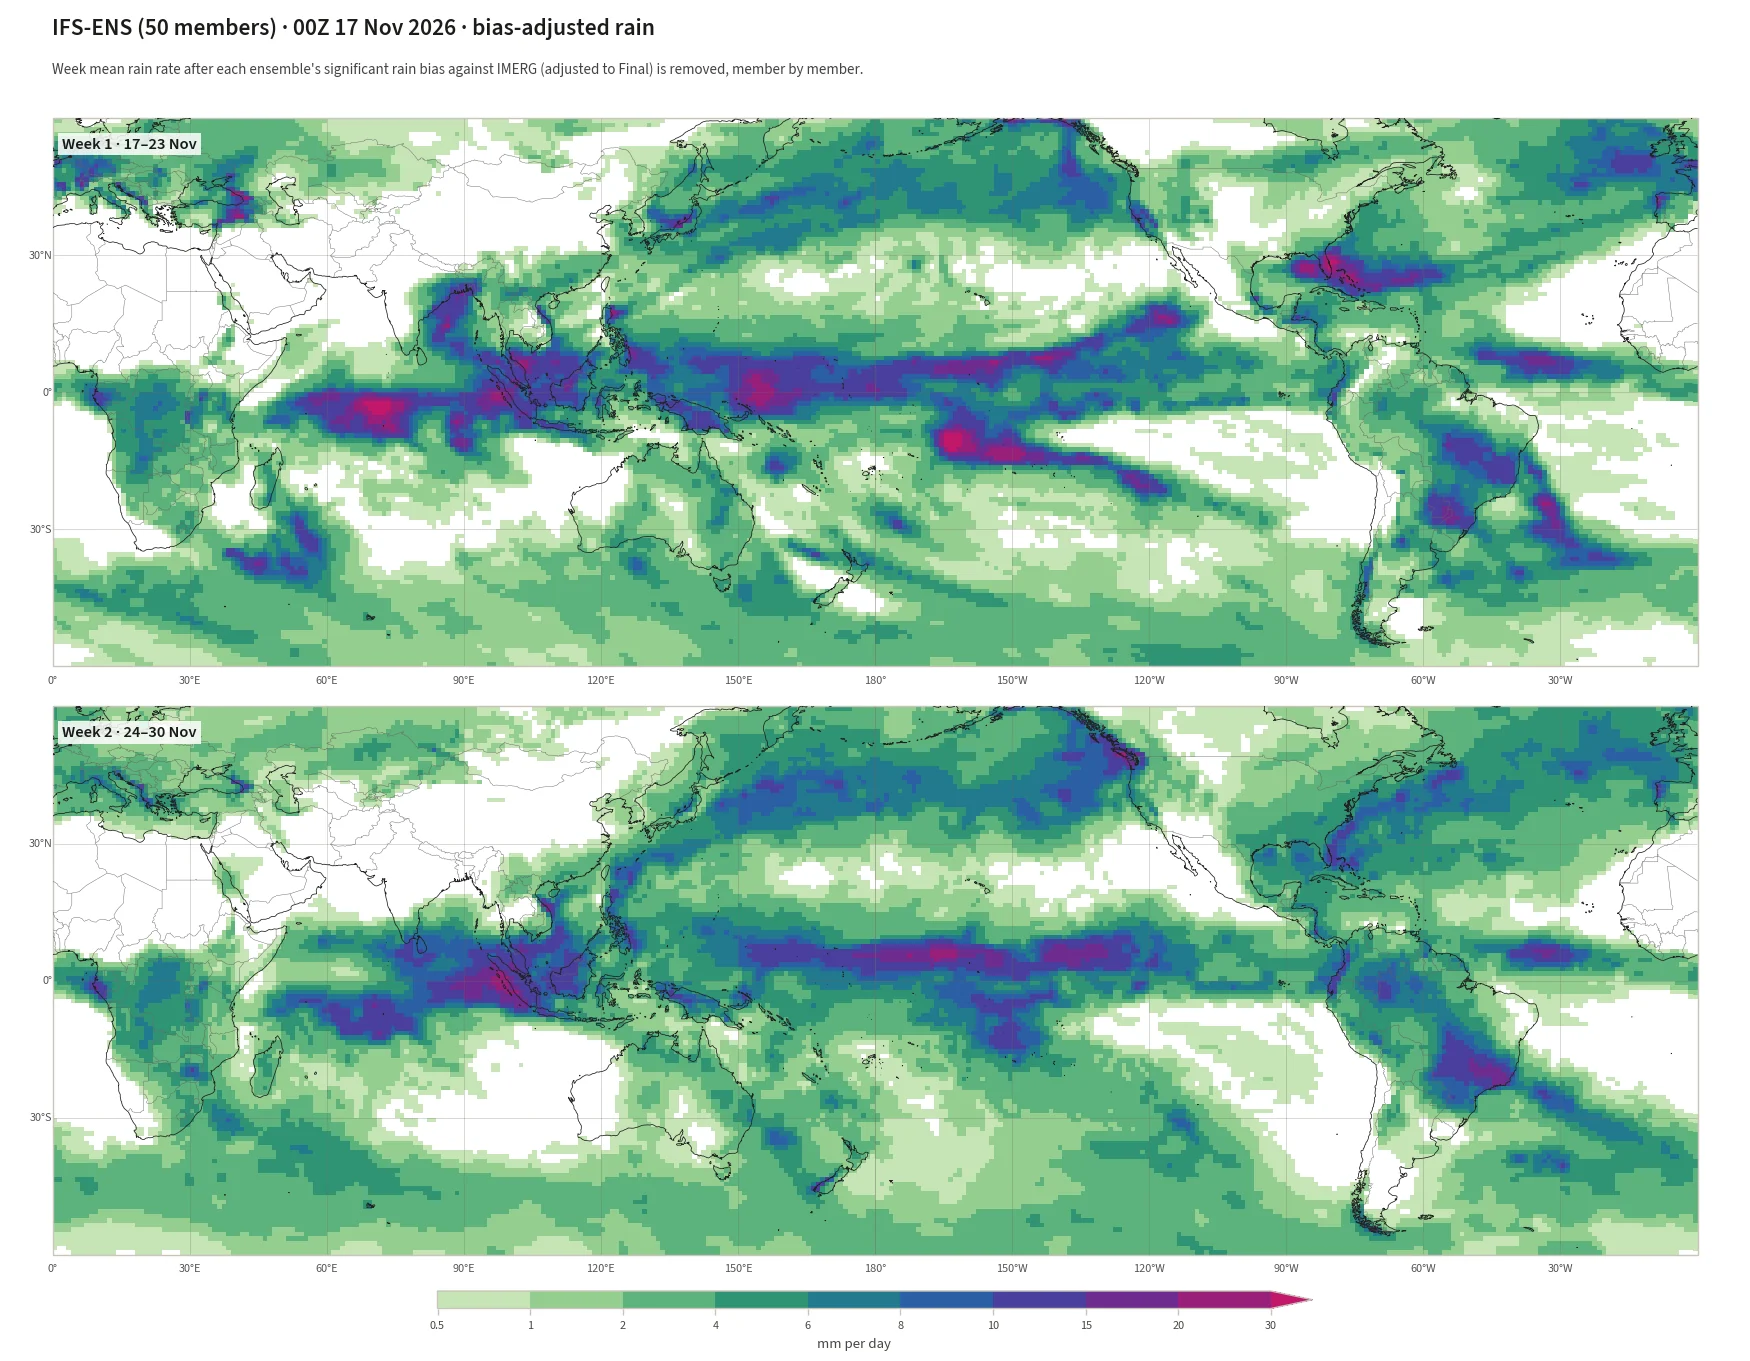 IFS-ENS (50 members) · 00Z 17 Nov 2026 · bias-adjusted rain
Week mean rain rate after each ensemble's significant rain bias against IMERG (adjusted to Final) is removed, member by member.
Week 1 · 17–23 Nov
30°N
0°
30°S
0° 30°E 60°E 90°E 120°E 150°E 180° 150°W 120°W 90°W 60°W 30°W
Week 2 · 24–30 Nov
30°N
0°
30°S
0° 30°E 60°E 90°E 120°E 150°E 180° 150°W 120°W 90°W 60°W 30°W
0.5 1 2 4 6 8 10 15 20 30
mm per day